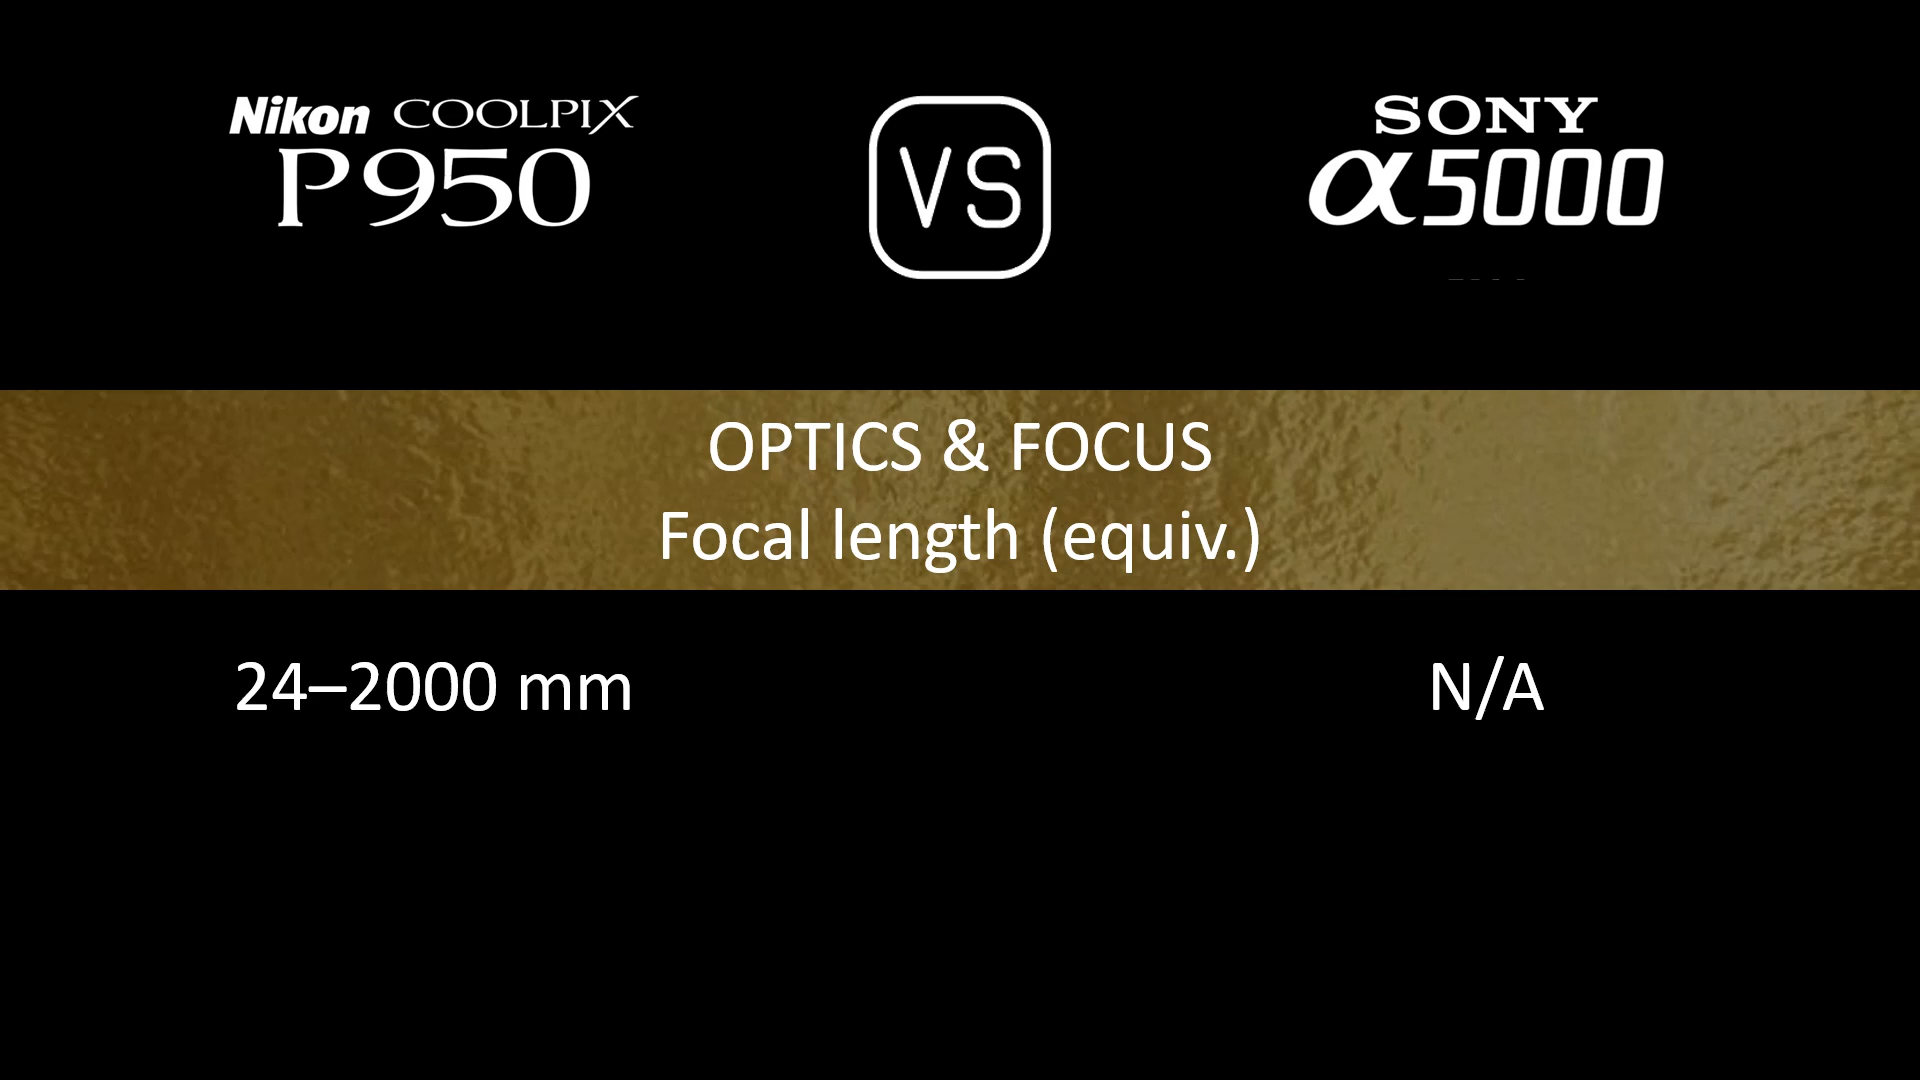 Nikon COOLPIX
P950
VS
SONY
α5000
OPTICS & FOCUS
Focal length (equiv.)
24–2000 mm
N/A